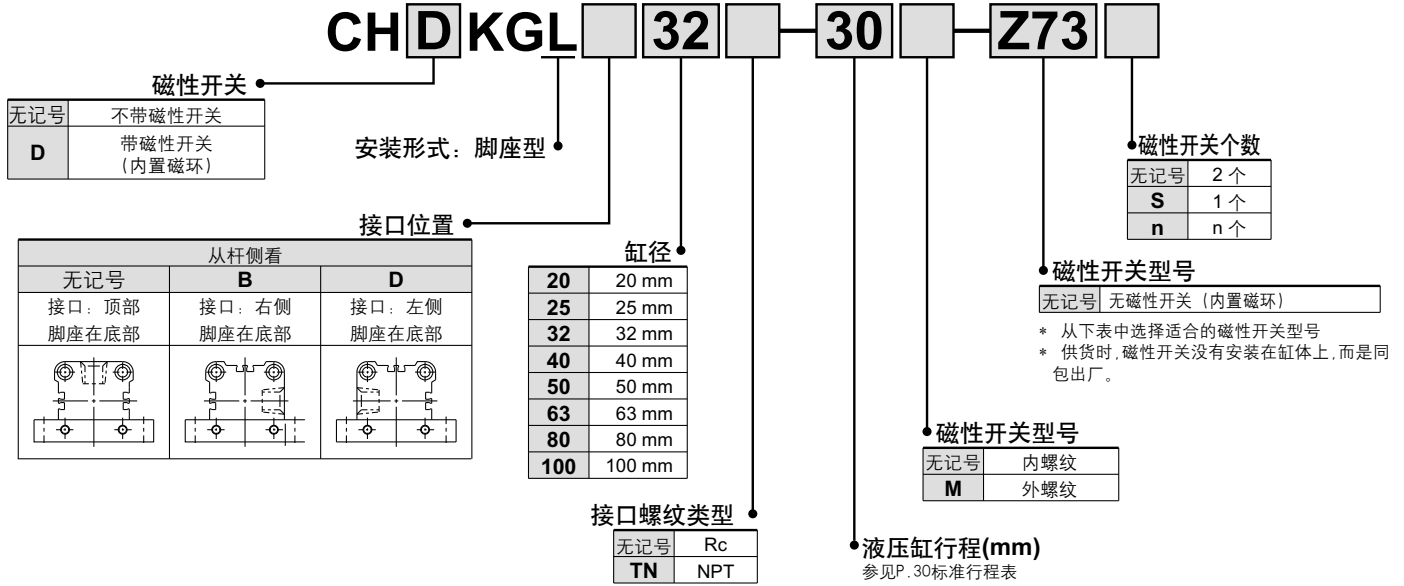 CHDKGL 32 - 30 - Z73
磁性开关
无记号 不带磁性开关
D 带磁性开关
(内置磁环)
安装形式：脚座型
接口位置
从杆侧看
无记号 B D
接口：顶部 接口：右侧 接口：左侧
脚座在底部 脚座在底部 脚座在底部
缸径
20 20 mm
25 25 mm
32 32 mm
40 40 mm
50 50 mm
63 63 mm
80 80 mm
100 100 mm
接口螺纹类型
无记号 Rc
TN NPT
液压缸行程(mm)
参见P.30标准行程表
磁性开关型号
无记号 内螺纹
M 外螺纹
磁性开关型号
无记号 无磁性开关（内置磁环）
* 从下表中选择适合的磁性开关型号
* 供货时,磁性开关没有安装在缸体上,而是同
包出厂。
磁性开关个数
无记号 2 个
S 1 个
n n 个